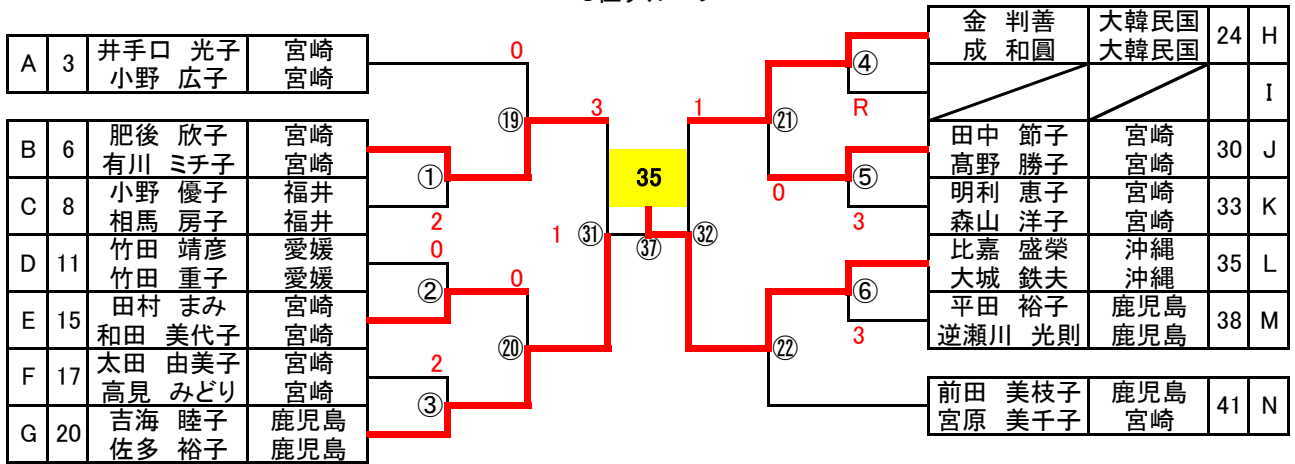 A 3 井手口 光子 宮崎
小野 広子 宮崎
B 6 肥後 欣子 宮崎
有川 ミチ子 宮崎
C 8 小野 優子 福井
相馬 房子 福井
D 11 竹田 靖彦 愛媛
竹田 重子 愛媛
E 15 田村 まみ 宮崎
和田 美代子 宮崎
F 17 太田 由美子 宮崎
高見 みどり 宮崎
G 20 吉海 睦子 鹿児島
佐多 裕子 鹿児島
0
⑲
3
①
2
0
②
0
⑳
2
③
1
㉛
35
㊲
㉜
1
㉑
④
R
0
⑤
3
⑥
3
㉒
金 判善 大韓民国 24 H
成 和圓 大韓民国
I
田中 節子 宮崎 30 J
髙野 勝子 宮崎
明利 恵子 宮崎 33 K
森山 洋子 宮崎
比嘉 盛榮 沖縄 35 L
大城 鉄夫 沖縄
平田 裕子 鹿児島 38 M
逆瀬川 光則 鹿児島
前田 美枝子 鹿児島 41 N
宮原 美千子 宮崎